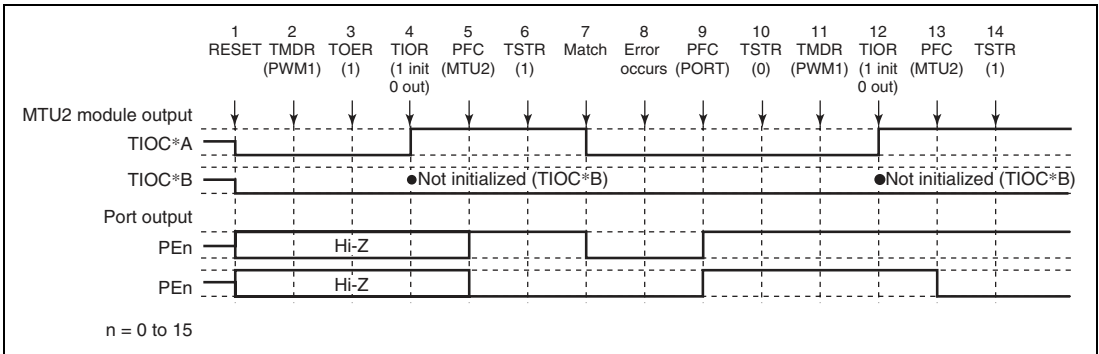 1 2 3 4 5 6 7 8 9 10 11 12 13 14
RESET TMDR TOER TIOR PFC TSTR Match Error PFC TSTR TMDR TIOR PFC TSTR
(PWM1) (1) (1 init (MTU2) (1) occurs (PORT) (0) (PWM1) (1 init (MTU2) (1)
0 out) 0 out)
MTU2 module output
TIOC*A
TIOC*B ●Not initialized (TIOC*B) ●Not initialized (TIOC*B)
Port output
PEn Hi-Z
PEn Hi-Z
n = 0 to 15